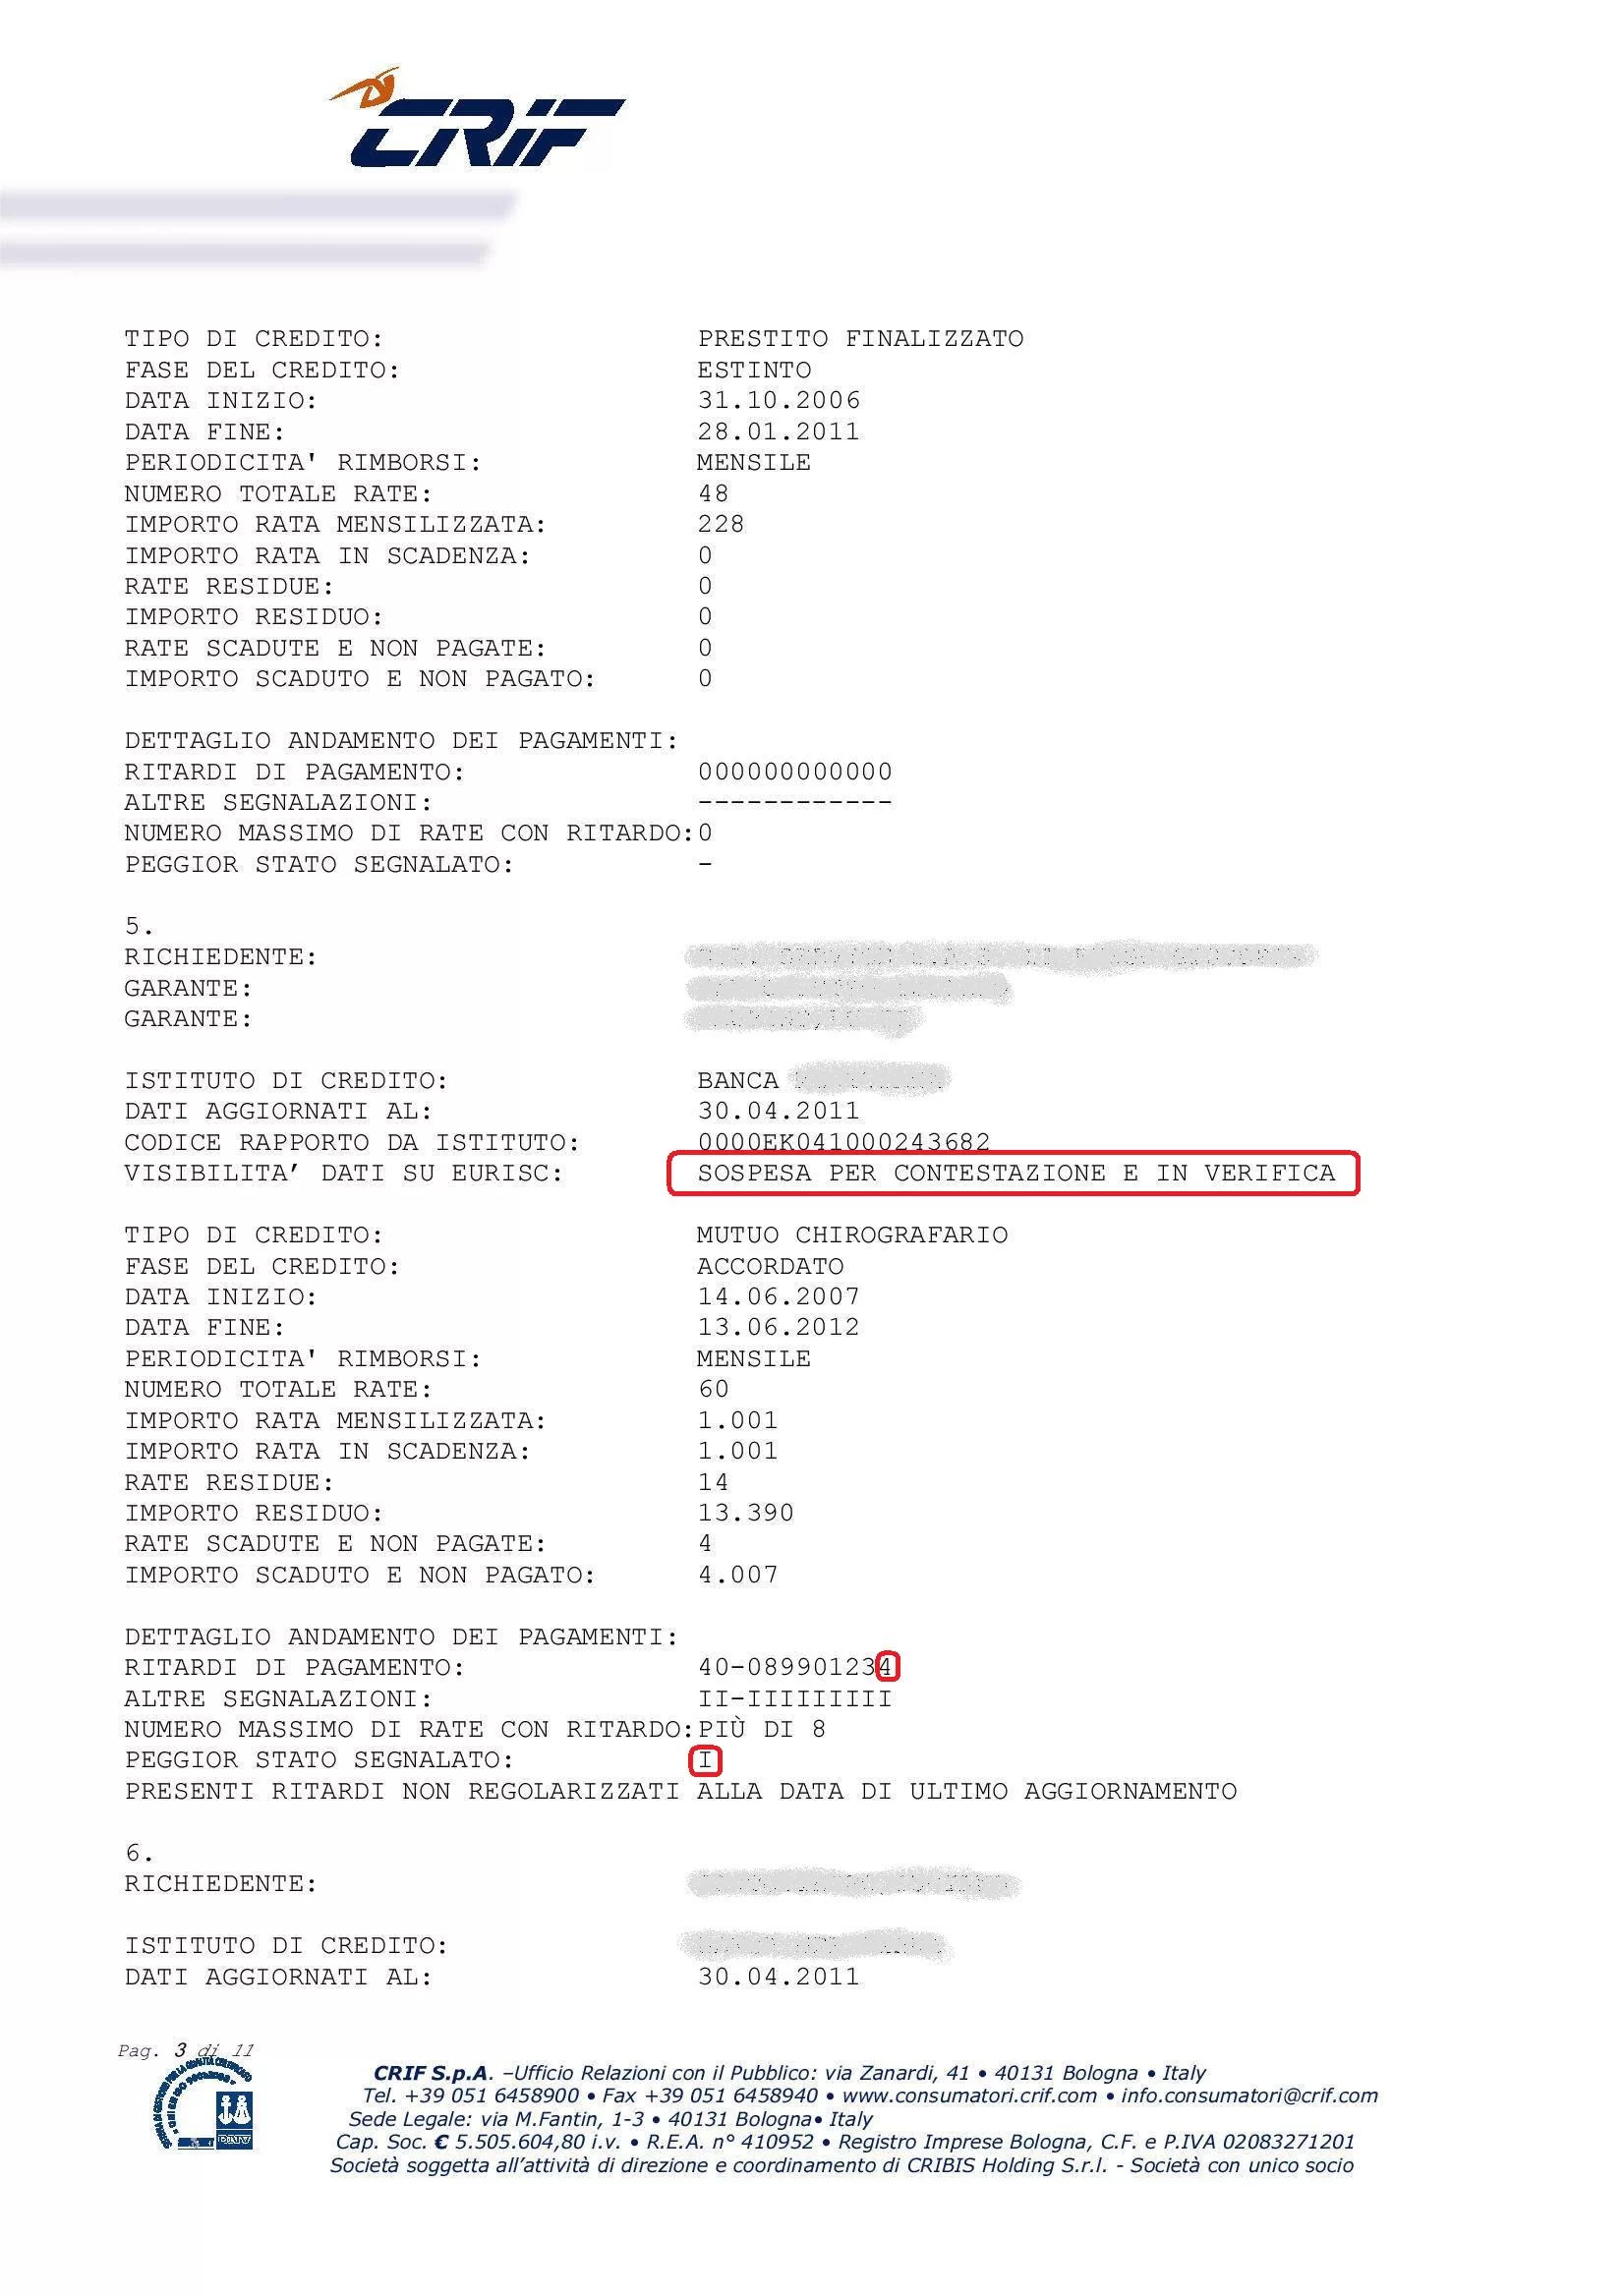 CRIF
TIPO DI CREDITO: PRESTITO FINALIZZATO
FASE DEL CREDITO: ESTINTO
DATA INIZIO: 31.10.2006
DATA FINE: 28.01.2011
PERIODICITA' RIMBORSI: MENSILE
NUMERO TOTALE RATE: 48
IMPORTO RATA MENSILIZZATA: 228
IMPORTO RATA IN SCADENZA: 0
RATE RESIDUE: 0
IMPORTO RESIDUO: 0
RATE SCADUTE E NON PAGATE: 0
IMPORTO SCADUTO E NON PAGATO: 0
DETTAGLIO ANDAMENTO DEI PAGAMENTI:
RITARDI DI PAGAMENTO: 000000000000
ALTRE SEGNALAZIONI: ------------
NUMERO MASSIMO DI RATE CON RITARDO:0
PEGGIOR STATO SEGNALATO: -
5.
RICHIEDENTE:
GARANTE:
GARANTE:
ISTITUTO DI CREDITO: BANCA
DATI AGGIORNATI AL: 30.04.2011
CODICE RAPPORTO DA ISTITUTO: 0000EK041000243682
VISIBILITA’ DATI SU EURISC: SOSPESA PER CONTESTAZIONE E IN VERIFICA
TIPO DI CREDITO: MUTUO CHIROGRAFARIO
FASE DEL CREDITO: ACCORDATO
DATA INIZIO: 14.06.2007
DATA FINE: 13.06.2012
PERIODICITA' RIMBORSI: MENSILE
NUMERO TOTALE RATE: 60
IMPORTO RATA MENSILIZZATA: 1.001
IMPORTO RATA IN SCADENZA: 1.001
RATE RESIDUE: 14
IMPORTO RESIDUO: 13.390
RATE SCADUTE E NON PAGATE: 4
IMPORTO SCADUTO E NON PAGATO: 4.007
DETTAGLIO ANDAMENTO DEI PAGAMENTI:
RITARDI DI PAGAMENTO: 40-089901234
ALTRE SEGNALAZIONI: II-IIIIIIIII
NUMERO MASSIMO DI RATE CON RITARDO:PIÙ DI 8
PEGGIOR STATO SEGNALATO: I
PRESENTI RITARDI NON REGOLARIZZATI ALLA DATA DI ULTIMO AGGIORNAMENTO
6.
RICHIEDENTE:
ISTITUTO DI CREDITO:
DATI AGGIORNATI AL: 30.04.2011
Pag. 3 di 11
CRIF S.p.A. –Ufficio Relazioni con il Pubblico: via Zanardi, 41 • 40131 Bologna • Italy
Tel. +39 051 6458900 • Fax +39 051 6458940 • www.consumatori.crif.com • info.consumatori@crif.com
Sede Legale: via M.Fantin, 1-3 • 40131 Bologna• Italy
Cap. Soc. € 5.505.604,80 i.v. • R.E.A. n° 410952 • Registro Imprese Bologna, C.F. e P.IVA 02083271201
Società soggetta all’attività di direzione e coordinamento di CRIBIS Holding S.r.l. - Società con unico socio